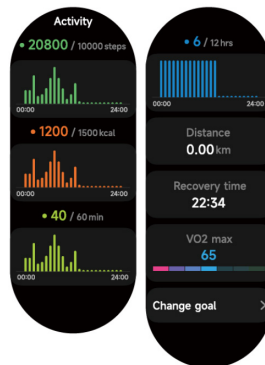 Activity
20800 / 10000 steps
00:00 24:00
1200 / 1500 kcal
00:00 24:00
40 / 60 min
00:00 24:00
6 / 12 hrs
00:00 24:00
Distance
0.00 km
Recovery time
22:34
VO2 max
65
Change goal